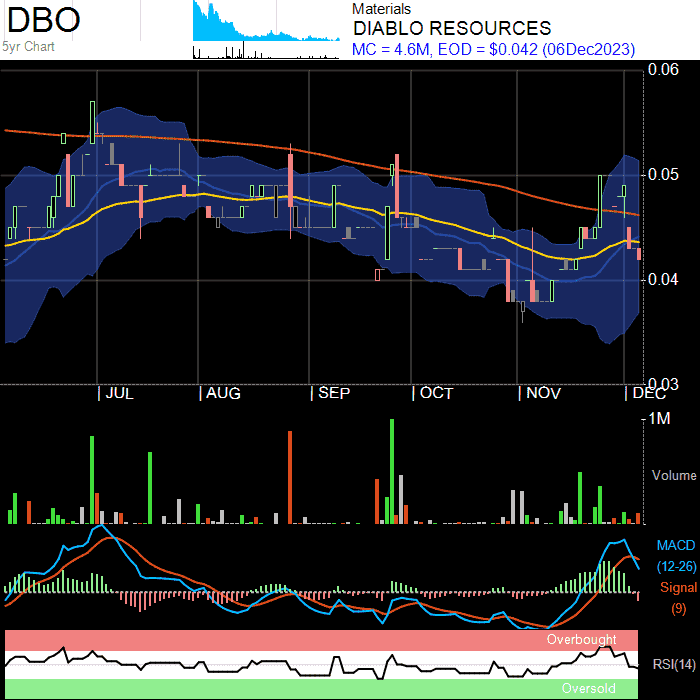 DBO
5yr Chart
Materials
DIABLO RESOURCES
MC = 4.6M, EOD = $0.042 (06Dec2023)
0.06
0.05
0.04
0.03
| JUL | AUG | SEP | OCT | NOV | DEC
1M
Volume
MACD
(12-26)
Signal
(9)
Overbought
RSI(14)
Oversold